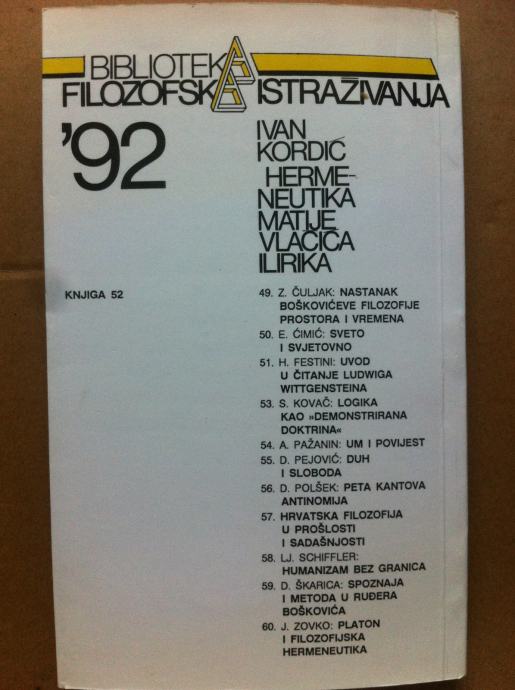 BIBLIOTEKA
FILOZOFSKA ISTRAŽIVANJA
'92
IVAN
KORDIĆ
HERME-
NEUTIKA
MATIJE
VLAČIĆA
ILIRIKA
KNJIGA 52
49. Z. ČULJAK: NASTANAK
BOŠKOVIĆEVE FILOZOFIJE
PROSTORA I VREMENA
50. E. ĆIMIĆ: SVETO
I SVJETOVNO
51. H. FESTINI: UVOD
U ČITANJE LUDWIGA
WITTGENSTEINA
53. S. KOVAČ: LOGIKA
KAO »DEMONSTRIRANA
DOKTRINA«
54. A. PAŽANIN: UM I POVIJEST
55. D. PEJOVIĆ: DUH
I SLOBODA
56. D. POLŠEK: PETA KANTOVA
ANTINOMIJA
57. HRVATSKA FILOZOFIJA
U PROŠLOSTI
I SADAŠNJOSTI
58. LJ. SCHIFFLER:
HUMANIZAM BEZ GRANICA
59. D. ŠKARICA: SPOZNAJA
I METODA U RUĐERA
BOŠKOVIĆA
60. J. ZOVKO: PLATON
I FILOZOFIJSKA
HERMENEUTIKA